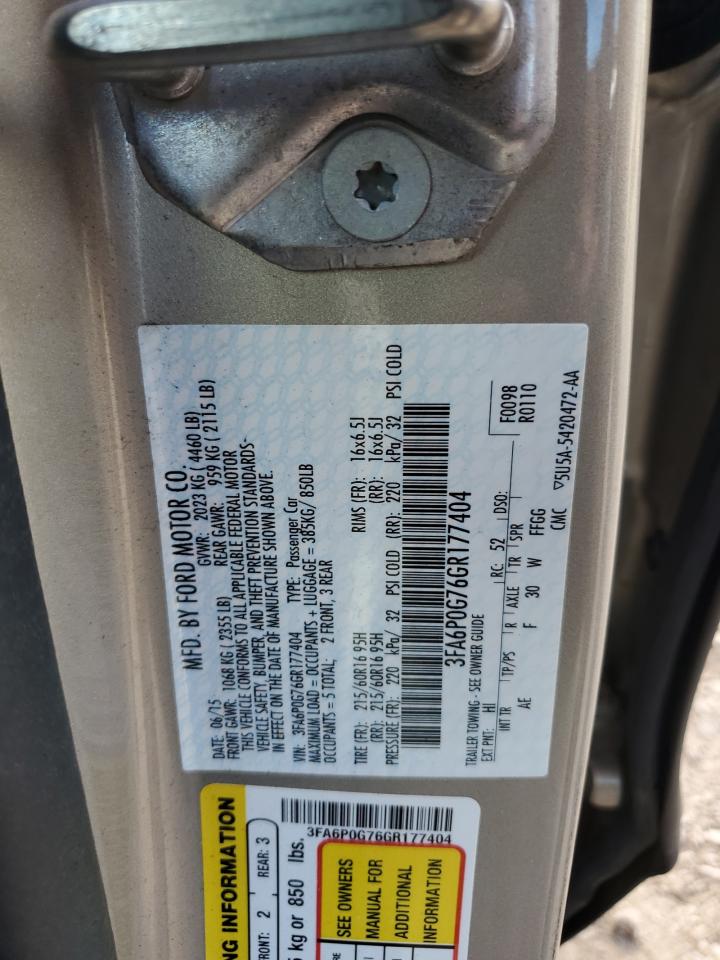 MFD. BY FORD MOTOR CO.
DATE: 06/15 GVWR: 2023 KG ( 4460 LB)
FRONT GAWR: 1068 KG ( 2355 LB) REAR GAWR: 959 KG ( 2115 LB)
THIS VEHICLE CONFORMS TO ALL APPLICABLE FEDERAL MOTOR
VEHICLE SAFETY, BUMPER, AND THEFT PREVENTION STANDARDS-
IN EFFECT ON THE DATE OF MANUFACTURE SHOWN ABOVE.
VIN: 3FA6P0G76GR177404 TYPE: Passenger Car
MAXIMUM LOAD = OCCUPANTS + LUGGAGE = 385KG/ 850LB
OCCUPANTS = 5 TOTAL; 2 FRONT, 3 REAR
TIRE (FR): 215/60R16 95H RIMS (FR): 16x6.5J
(RR): 215/60R16 95H (RR): 16x6.5J
PRESSURE (FR): 220 kPa/ 32 PSI COLD (RR): 220 kPa/ 32 PSI COLD
3FA6P0G76GR177404
TRAILER TOWING - SEE OWNER GUIDE F0098
EXT PNT: HI RC: 52 DSO: R0110
INT TR TP/PS R AXLE TR SPR
AE F 30 W FFGG
CMC ▽5U5A-5420472-AA
NG INFORMATION
FRONT: 2 REAR: 3
5 kg or 850 lbs.
3FA6P0G76GR177404
SEE OWNERS
MANUAL FOR
ADDITIONAL
INFORMATION